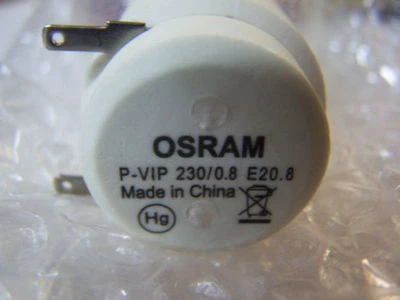 OSRAM
P-VIP 230/0.8 E20.8
Made in China
Hg